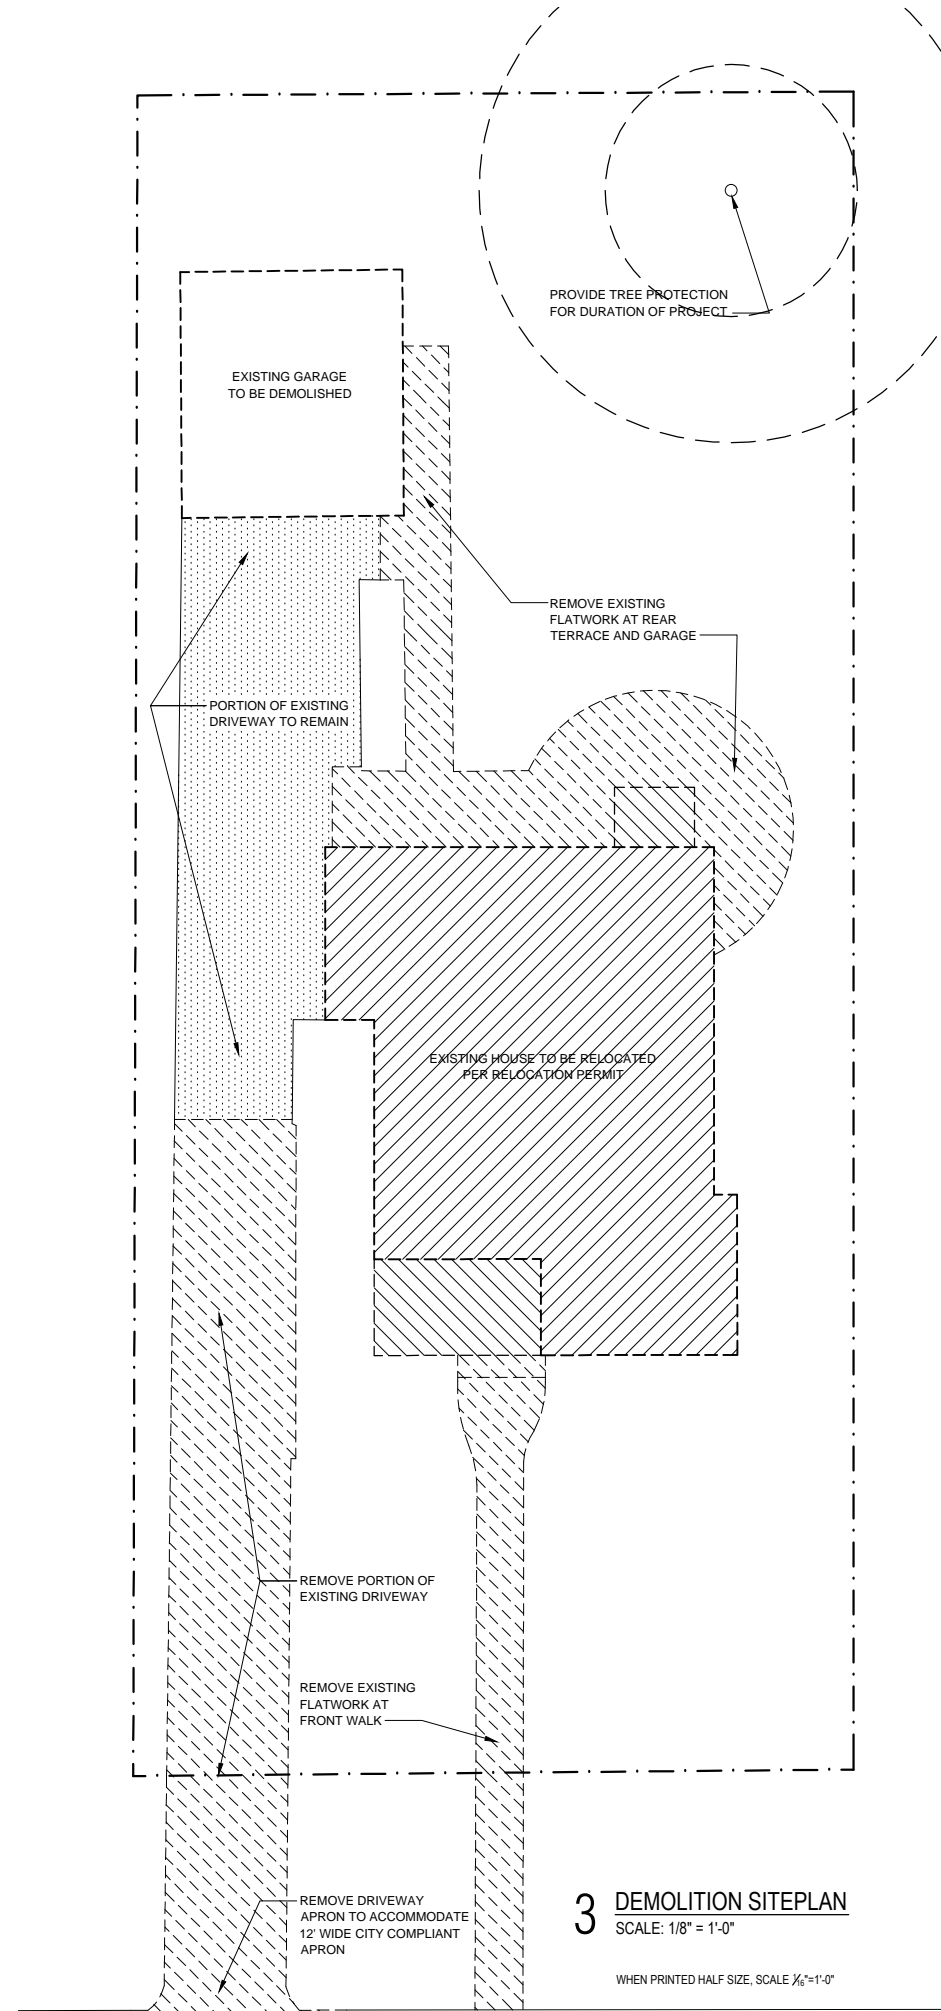 PROVIDE TREE PROTECTION
FOR DURATION OF PROJECT
EXISTING GARAGE
TO BE DEMOLISHED
REMOVE EXISTING
FLATWORK AT REAR
TERRACE AND GARAGE
PORTION OF EXISTING
DRIVEWAY TO REMAIN
EXISTING HOUSE TO BE RELOCATED
PER RELOCATION PERMIT
REMOVE PORTION OF
EXISTING DRIVEWAY
REMOVE EXISTING
FLATWORK AT
FRONT WALK
REMOVE DRIVEWAY
APRON TO ACCOMMODATE
12' WIDE CITY COMPLIANT
APRON
3 DEMOLITION SITEPLAN
SCALE: 1/8" = 1'-0"
WHEN PRINTED HALF SIZE, SCALE 1/16"=1'-0"